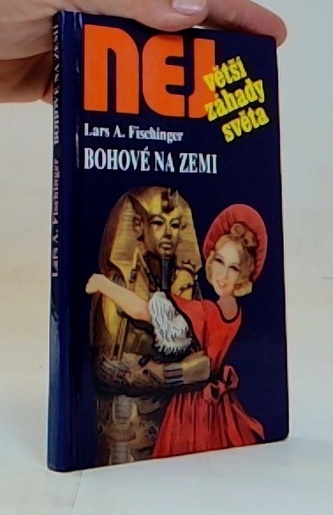 NEJ
větší
záhady
světa
Lars A. Fischinger
BOHOVÉ NA ZEMI
Lars A. Fischinger BOHOVÉ NA ZEMI